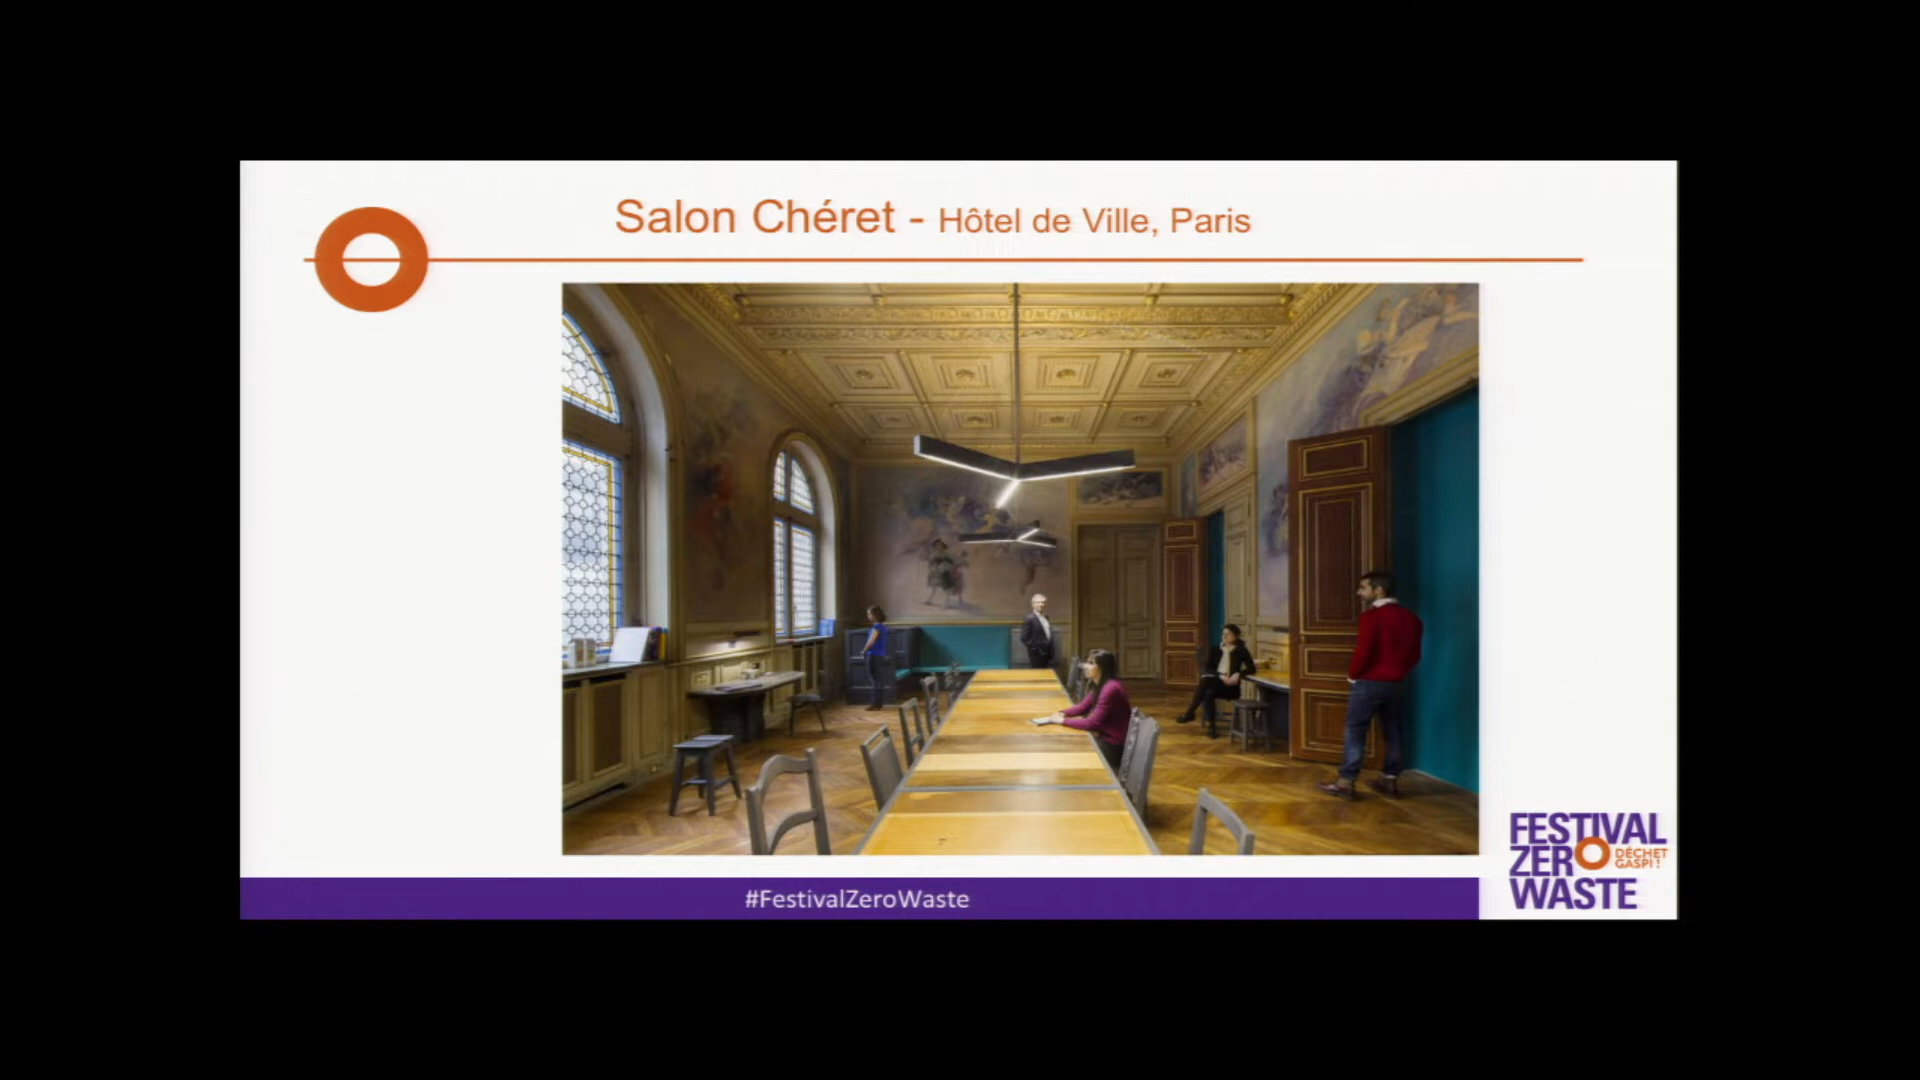 Salon Chéret - Hôtel de Ville, Paris
#FestivalZeroWaste
FESTIVAL
ZERO DÉCHET
GASPI !
WASTE